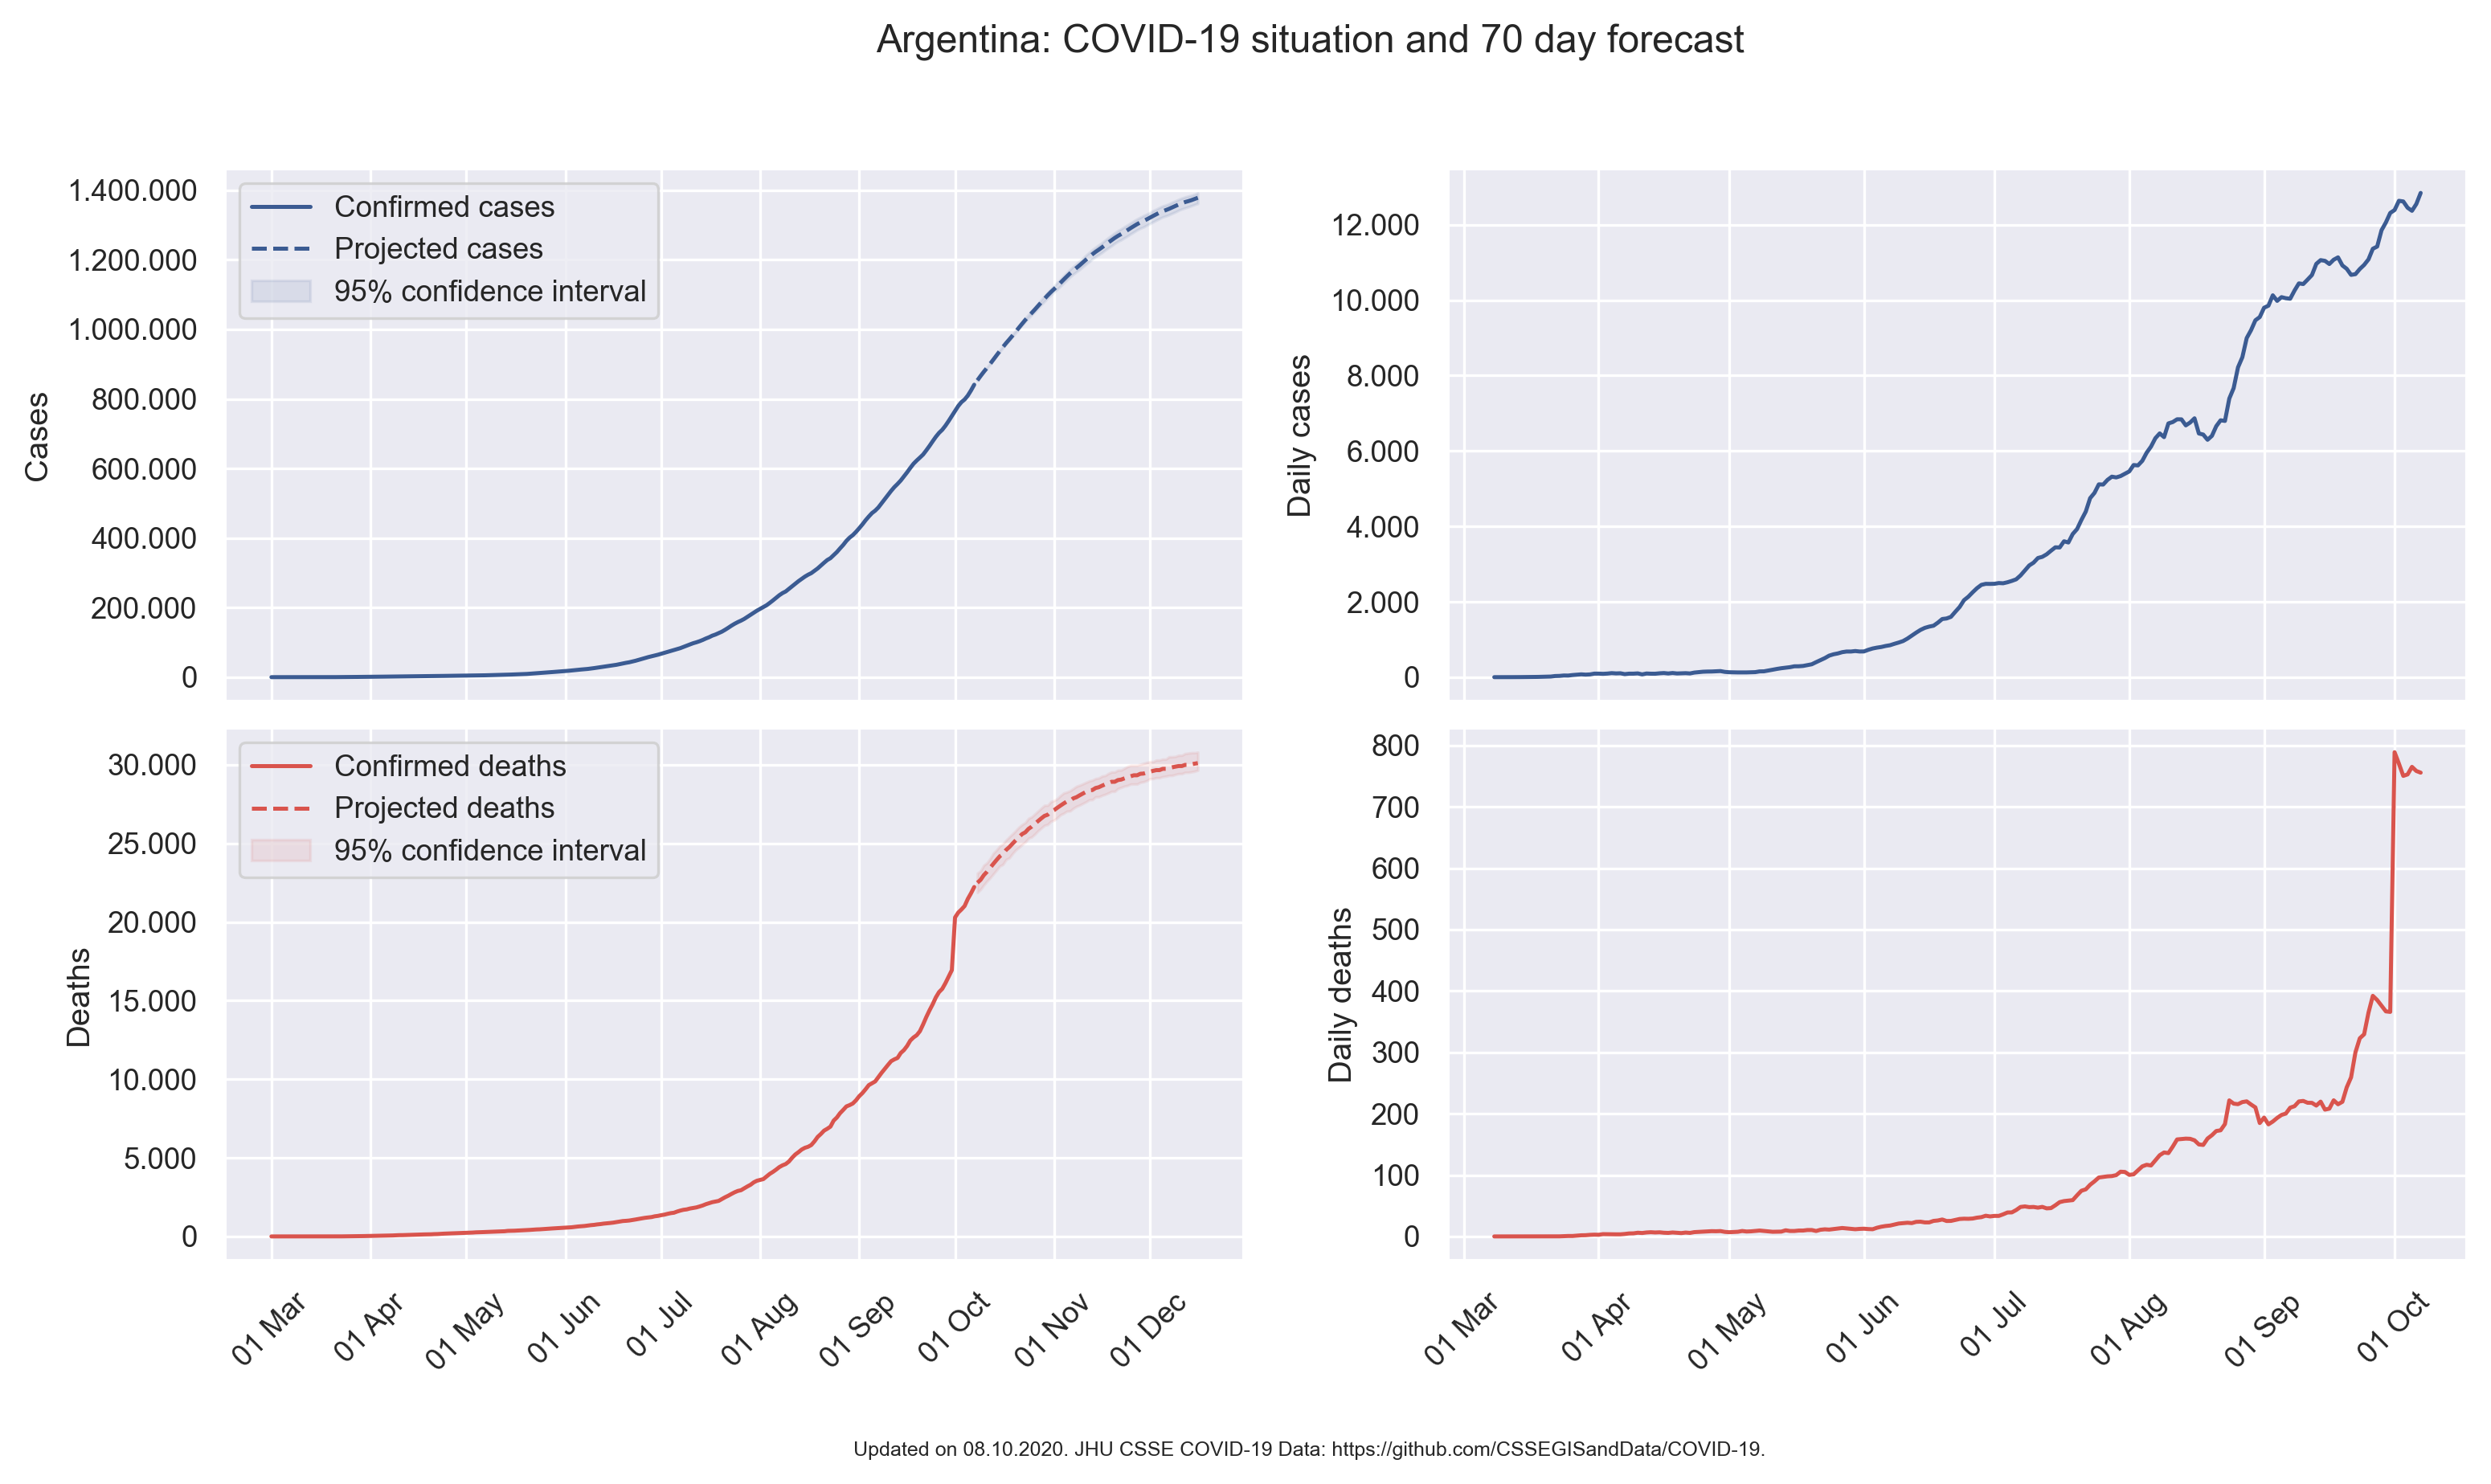 Argentina: COVID-19 situation and 70 day forecast
1.400.000
1.200.000
1.000.000
800.000
600.000
400.000
200.000
0
Cases
Confirmed cases
Projected cases
95% confidence interval
12.000
10.000
8.000
6.000
4.000
2.000
0
Daily cases
30.000
25.000
20.000
15.000
10.000
5.000
0
Deaths
Confirmed deaths
Projected deaths
95% confidence interval
01 Mar
01 Apr
01 May
01 Jun
01 Jul
01 Aug
01 Sep
01 Oct
01 Nov
01 Dec
800
700
600
500
400
300
200
100
0
Daily deaths
01 Mar
01 Apr
01 May
01 Jun
01 Jul
01 Aug
01 Sep
01 Oct
Updated on 08.10.2020. JHU CSSE COVID-19 Data: https://github.com/CSSEGISandData/COVID-19.